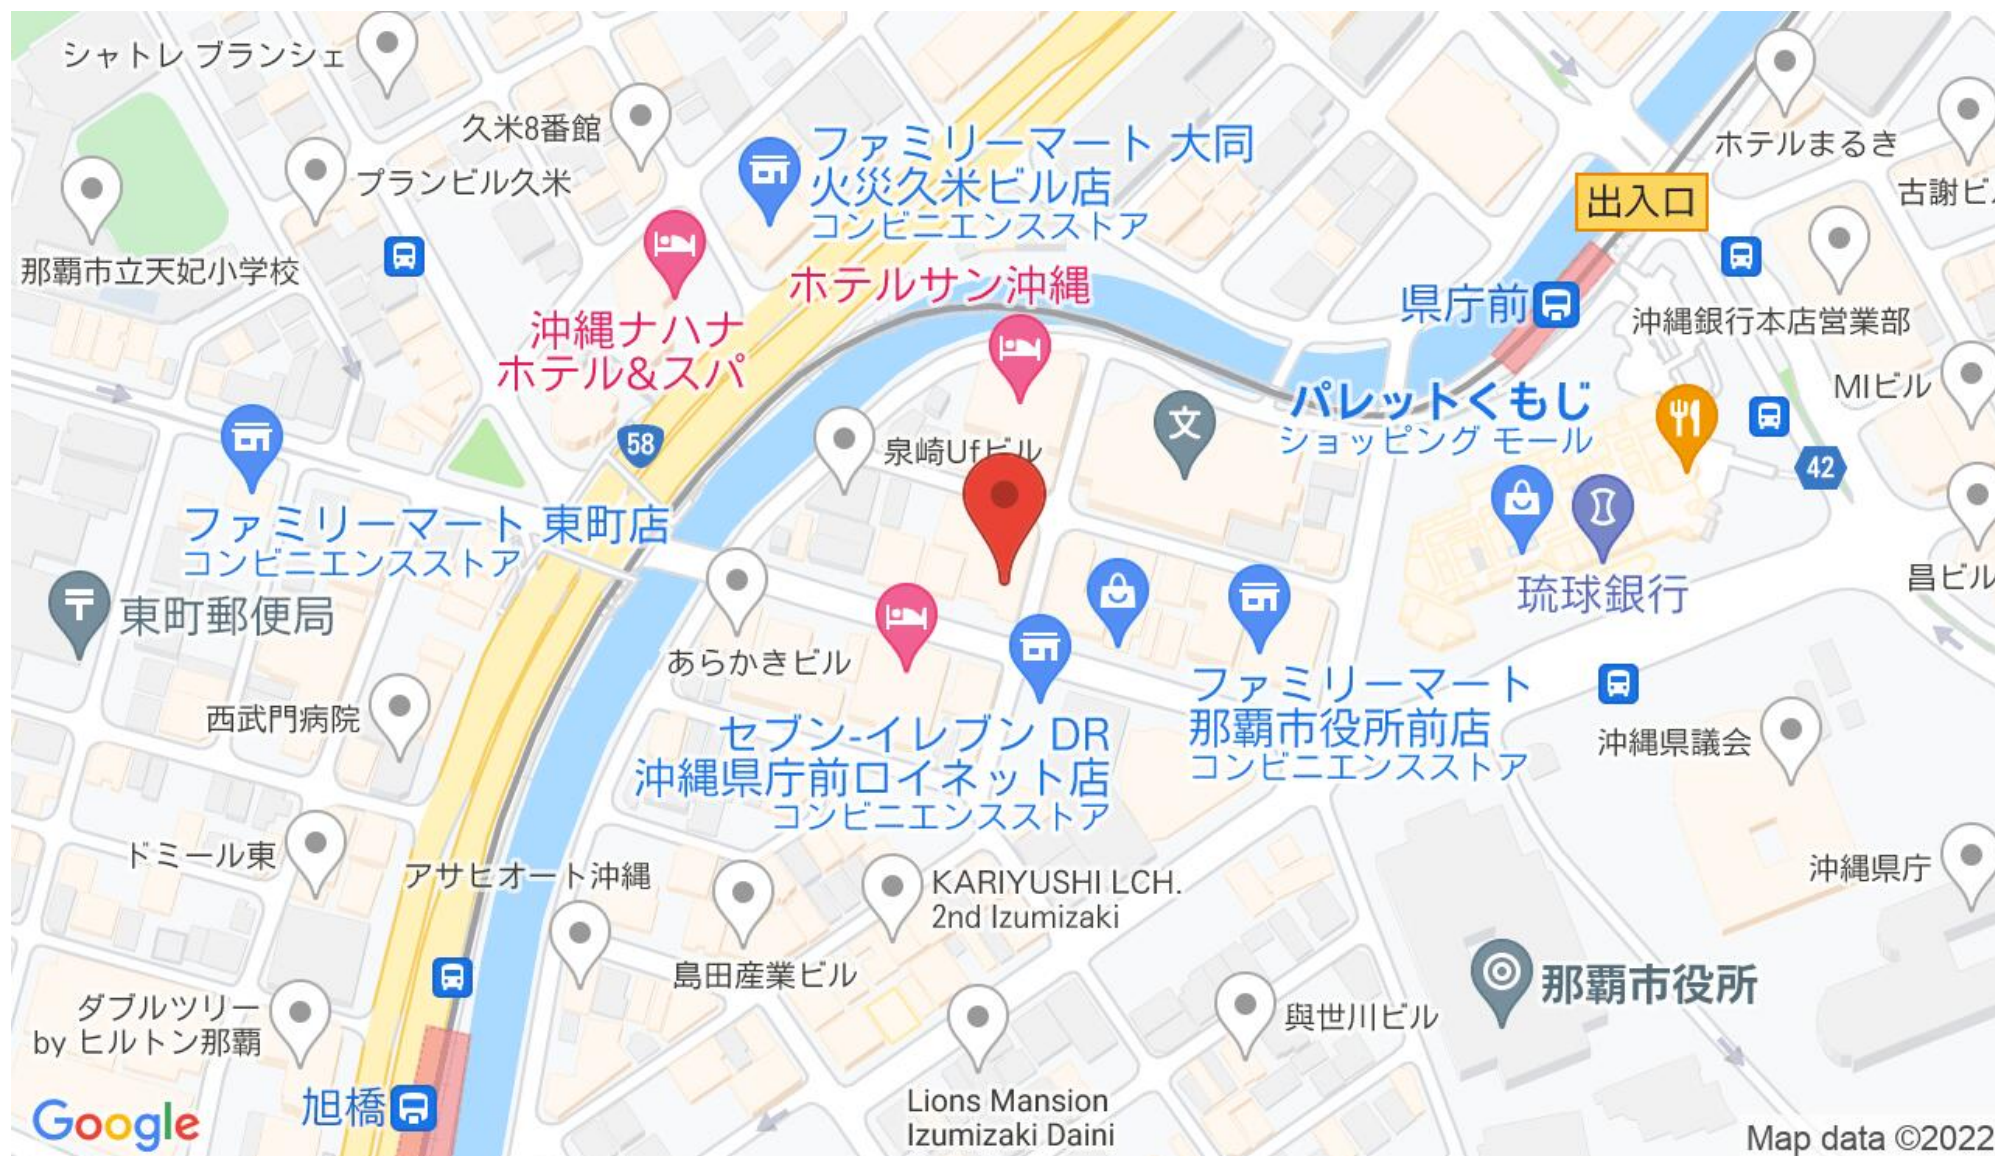 シャトレ ブランシェ
久米8番館
プランビル久米
那覇市立天妃小学校
ファミリーマート 大同
火災久米ビル店
コンビニエンスストア
ホテルまるき
古謝ビ
出入口
県庁前
沖縄銀行本店営業部
MIビル
ホテルサン沖縄
沖縄ナハナ
ホテル&スパ
58
泉崎Ufビル
文
パレットくもじ
ショッピング モール
42
ファミリーマート 東町店
コンビニエンスストア
琉球銀行
昌ビル
〒
東町郵便局
あらかきビル
西武門病院
セブン-イレブン DR
沖縄県庁前ロイネット店
コンビニエンスストア
ファミリーマート
那覇市役所前店
コンビニエンスストア
沖縄県議会
沖縄県庁
ドミール東
アサヒオート沖縄
KARIYUSHI LCH.
2nd Izumizaki
島田産業ビル
那覇市役所
與世川ビル
ダブルツリー
by ヒルトン那覇
旭橋
Lions Mansion
Izumizaki Daini
Google
Map data ©2022